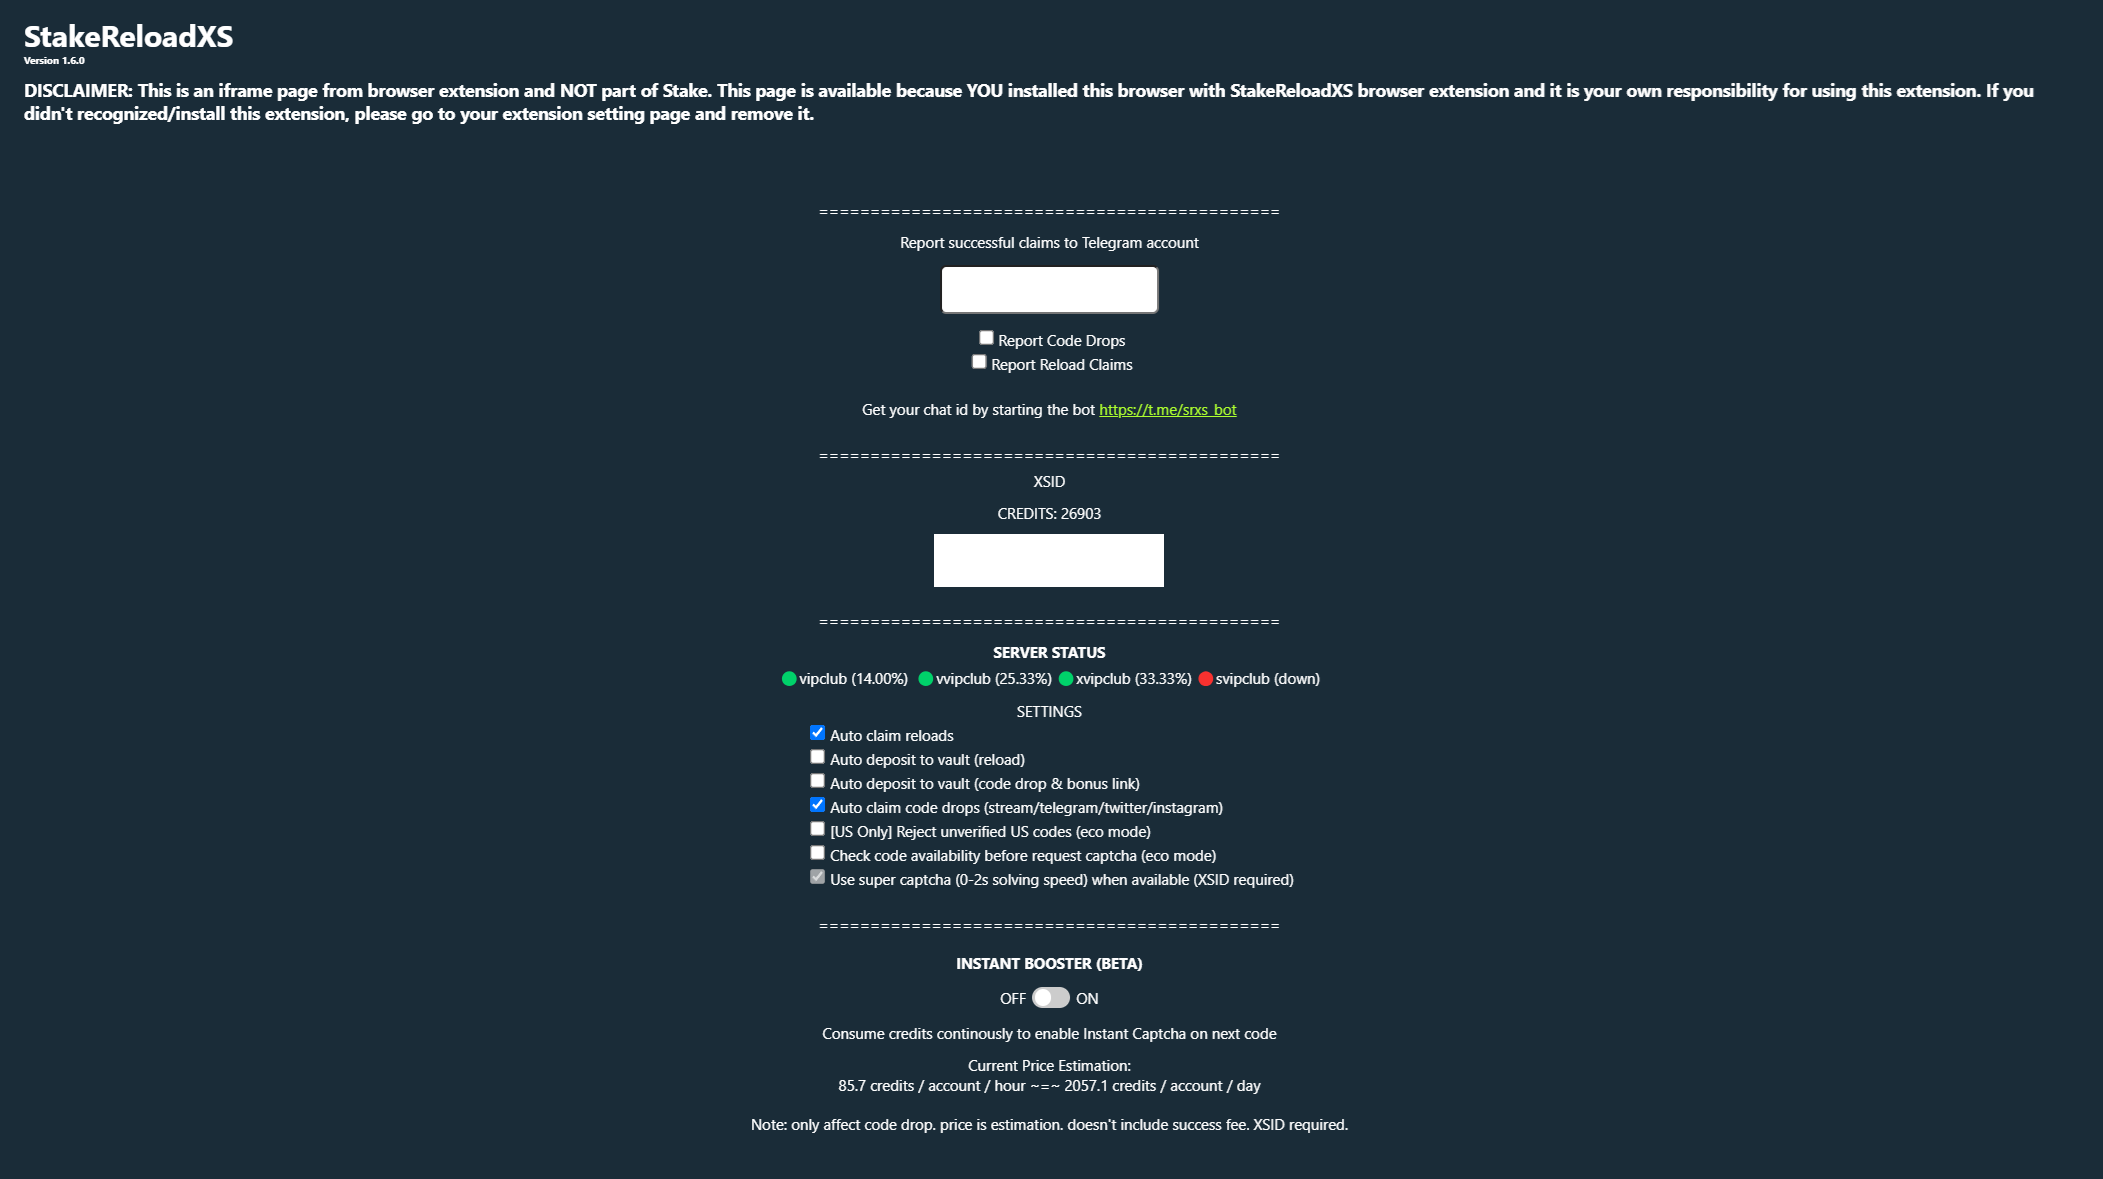 StakeReloadXS
Version 1.6.0
DISCLAIMER: This is an iframe page from browser extension and NOT part of Stake. This page is available because YOU installed this browser with StakeReloadXS browser extension and it is your own responsibility for using this extension. If you
didn't recognized/install this extension, please go to your extension setting page and remove it.
=============================================
Report successful claims to Telegram account
Report Code Drops
Report Reload Claims
Get your chat id by starting the bot https://t.me/srxs_bot
=============================================
XSID
CREDITS: 26903
=============================================
SERVER STATUS
vipclub (14.00%) vvipclub (25.33%) xvipclub (33.33%) svipclub (down)
SETTINGS
Auto claim reloads
Auto deposit to vault (reload)
Auto deposit to vault (code drop & bonus link)
Auto claim code drops (stream/telegram/twitter/instagram)
[US Only] Reject unverified US codes (eco mode)
Check code availability before request captcha (eco mode)
Use super captcha (0-2s solving speed) when available (XSID required)
=============================================
INSTANT BOOSTER (BETA)
OFF ON
Consume credits continously to enable Instant Captcha on next code
Current Price Estimation:
85.7 credits / account / hour ~=~ 2057.1 credits / account / day
Note: only affect code drop. price is estimation. doesn't include success fee. XSID required.